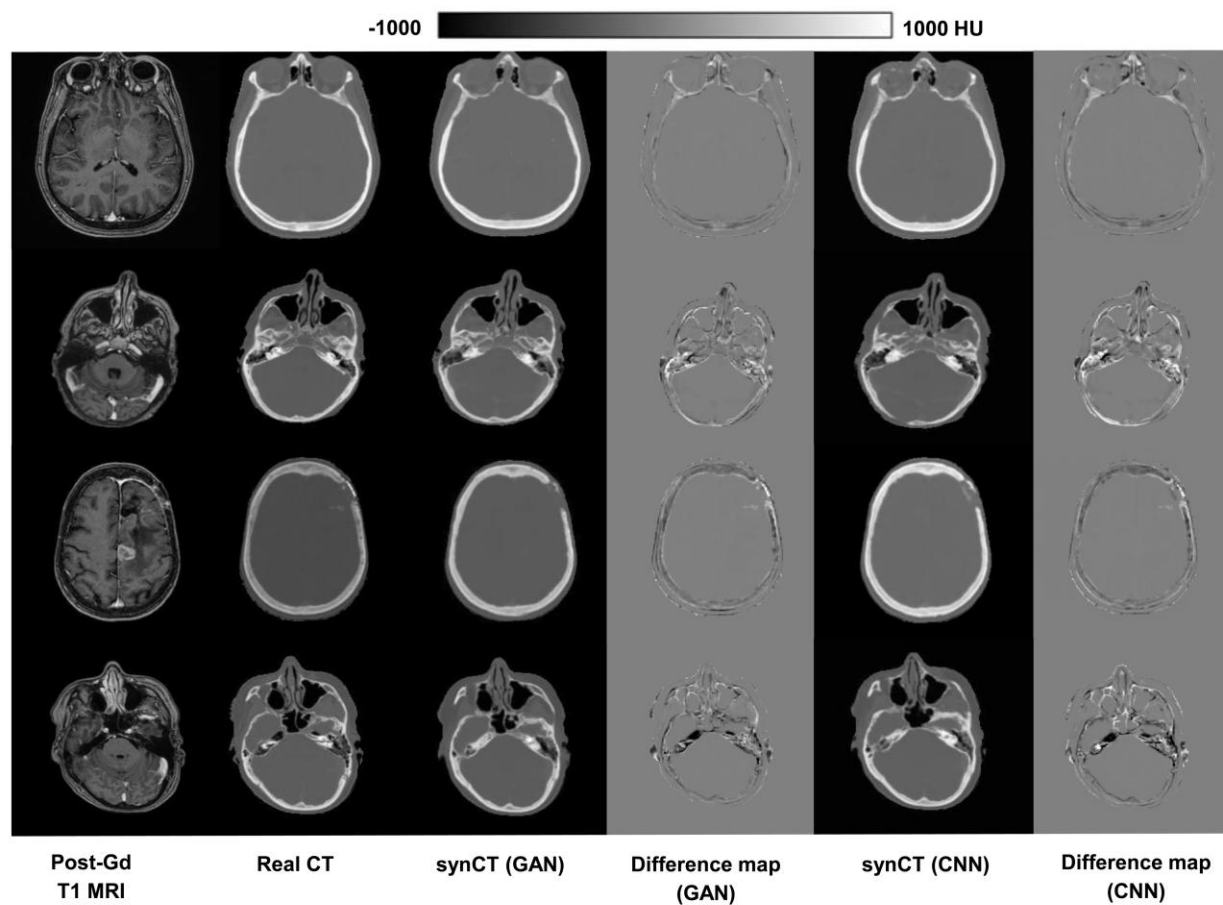 -1000 1000 HU
Post-Gd Real CT synCT (GAN) Difference map synCT (CNN) Difference map
T1 MRI (GAN) (CNN)